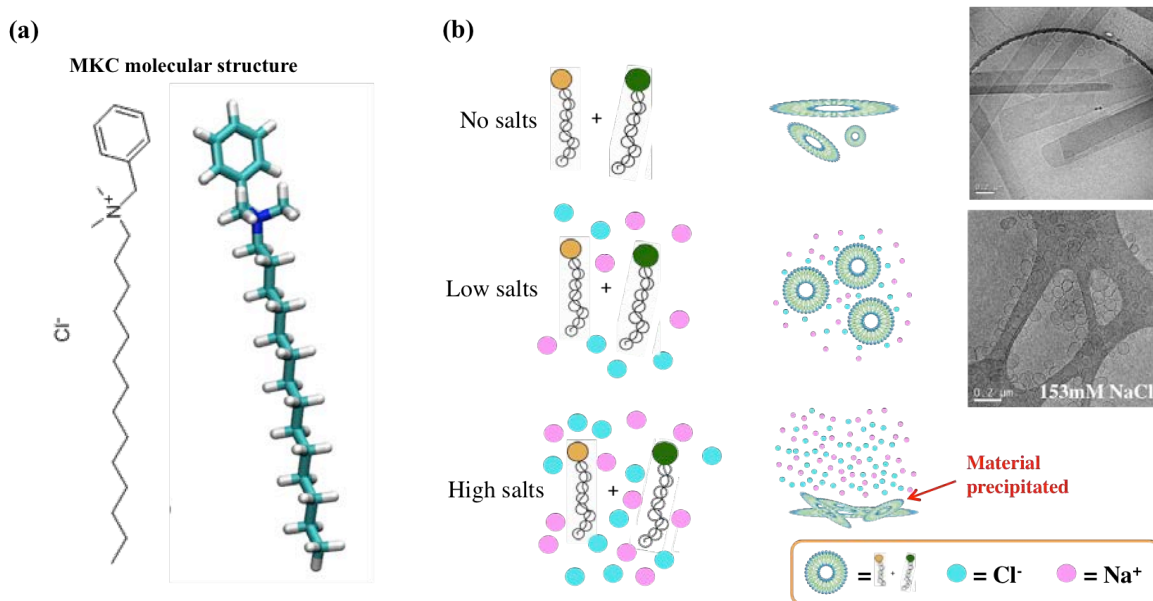 (a)
MKC molecular structure
N⁺
Cl⁻
(b)
No salts
+
Low salts
+
0.2 µm
153mM NaCl
High salts
+
Material
precipitated
= + = Cl⁻ = Na⁺